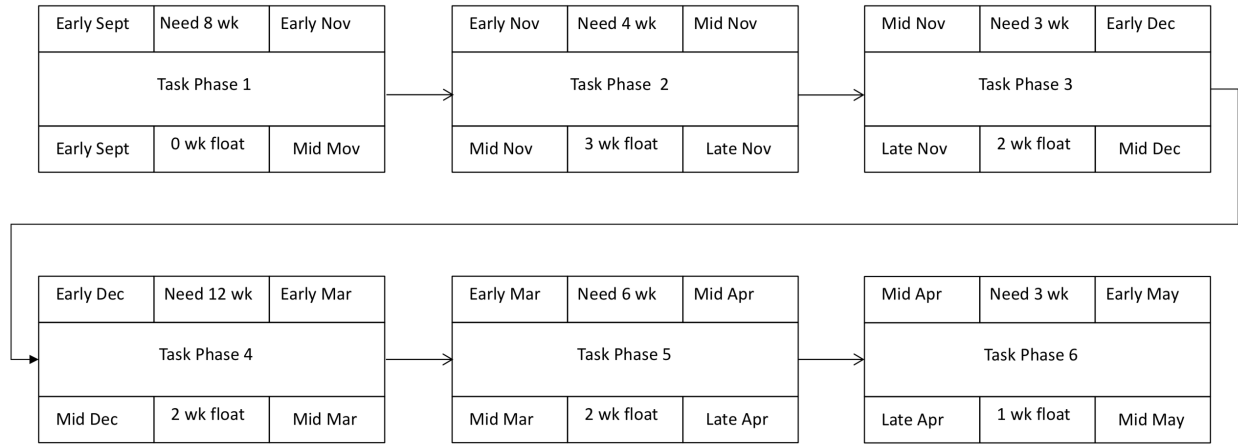 Early Sept Need 8 wk Early Nov
Task Phase 1
Early Sept 0 wk float Mid Mov
Early Nov Need 4 wk Mid Nov
Task Phase 2
Mid Nov 3 wk float Late Nov
Mid Nov Need 3 wk Early Dec
Task Phase 3
Late Nov 2 wk float Mid Dec
Early Dec Need 12 wk Early Mar
Task Phase 4
Mid Dec 2 wk float Mid Mar
Early Mar Need 6 wk Mid Apr
Task Phase 5
Mid Mar 2 wk float Late Apr
Mid Apr Need 3 wk Early May
Task Phase 6
Late Apr 1 wk float Mid May